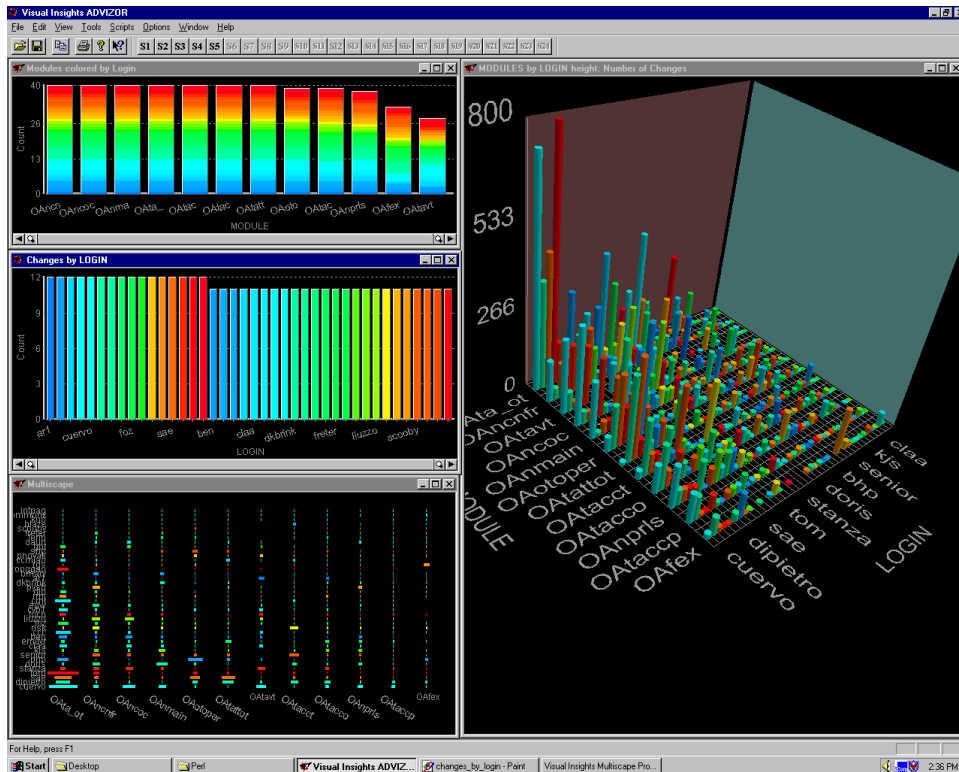 Visual Insights ADVIZOR
File Edit View Tools Scripts Options Window Help
S1 S2 S3 S4 S5 S6 S7 S8 S9 S10 S11 S12 S13 S14 S15 S16 S17 S18 S19 S20 S21 S22 S23 S24
Modules colored by Login
40
26
13
0
Count
OAncn OAncoc OAnma OAta_ OAtac OAtac OAtatt OAoto OAtac OAnprls OAfex OAtavt
MODULE
Changes by LOGIN
12
9
6
3
0
Count
ar1 cuervo foz sae ben claa dkbrink freter liuzzo scooby
LOGIN
Multiscape
dkbrink
liuzzo
senior
stanza
dipietro
cuervo
OAta_ot OAncnfr OAncoc OAnmain OAotoper OAtattot OAtavt OAtacct OAtacco OAnprls OAtaccp OAfex
MODULES by LOGIN height: Number of Changes
800
533
266
0
OAta_ot
OAncnfr
OAtavt
OAncoc
OAnmain
OAotoper
OAtattot
OAtacct
OAtacco
OAnprls
OAtaccp
OAfex
claa
kjs
senior
bhp
doris
stanza
tom
sae
dipietro
cuervo
LOGIN
For Help, press F1
Start Desktop Perl Visual Insights ADVIZ... changes_by_login - Paint Visual Insights Multiscape Pro... 2:36 PM